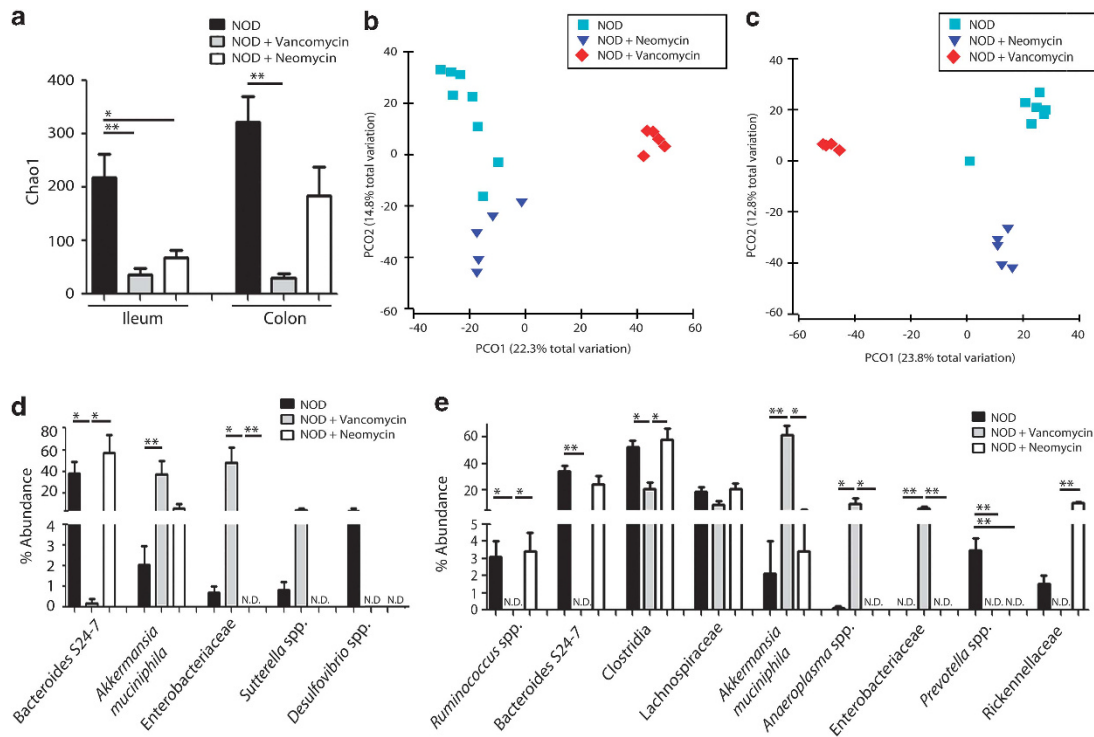 a
NOD
NOD + Vancomycin
NOD + Neomycin
400
300
200
100
0
Chao1
*
**
**
Ileum
Colon
b
NOD
NOD + Neomycin
NOD + Vancomycin
40
20
0
-20
-40
-60
PCO2 (14.8% total variation)
-40
-20
0
20
40
60
PCO1 (22.3% total variation)
c
NOD
NOD + Neomycin
NOD + Vancomycin
60
40
20
0
-20
-40
-60
PCO2 (12.8% total variation)
-60
-40
-20
0
20
40
PCO1 (23.8% total variation)
d
NOD
NOD + Vancomycin
NOD + Neomycin
80
60
40
20
4
3
2
1
0
% Abundance
* *
**
* **
N.D.
N.D.
N.D
N.D
Bacteroides S24-7
Akkermansia
muciniphila
Enterobacteriaceae
Sutterella spp.
Desulfovibrio spp.
e
NOD
NOD + Vancomycin
NOD + Neomycin
60
40
20
5
4
3
2
1
0
% Abundance
* *
**
* *
** *
* *
** **
**
**
**
N.D.
N.D.
N.D.
N.D.
N.D.
N.D.
N.D.
N.D.
Ruminococcus spp.
Bacteroides S24-7
Clostridia
Lachnospiraceae
Akkermansia
muciniphila
Anaeroplasma spp.
Enterobacteriaceae
Prevotella spp.
Rickennellaceae